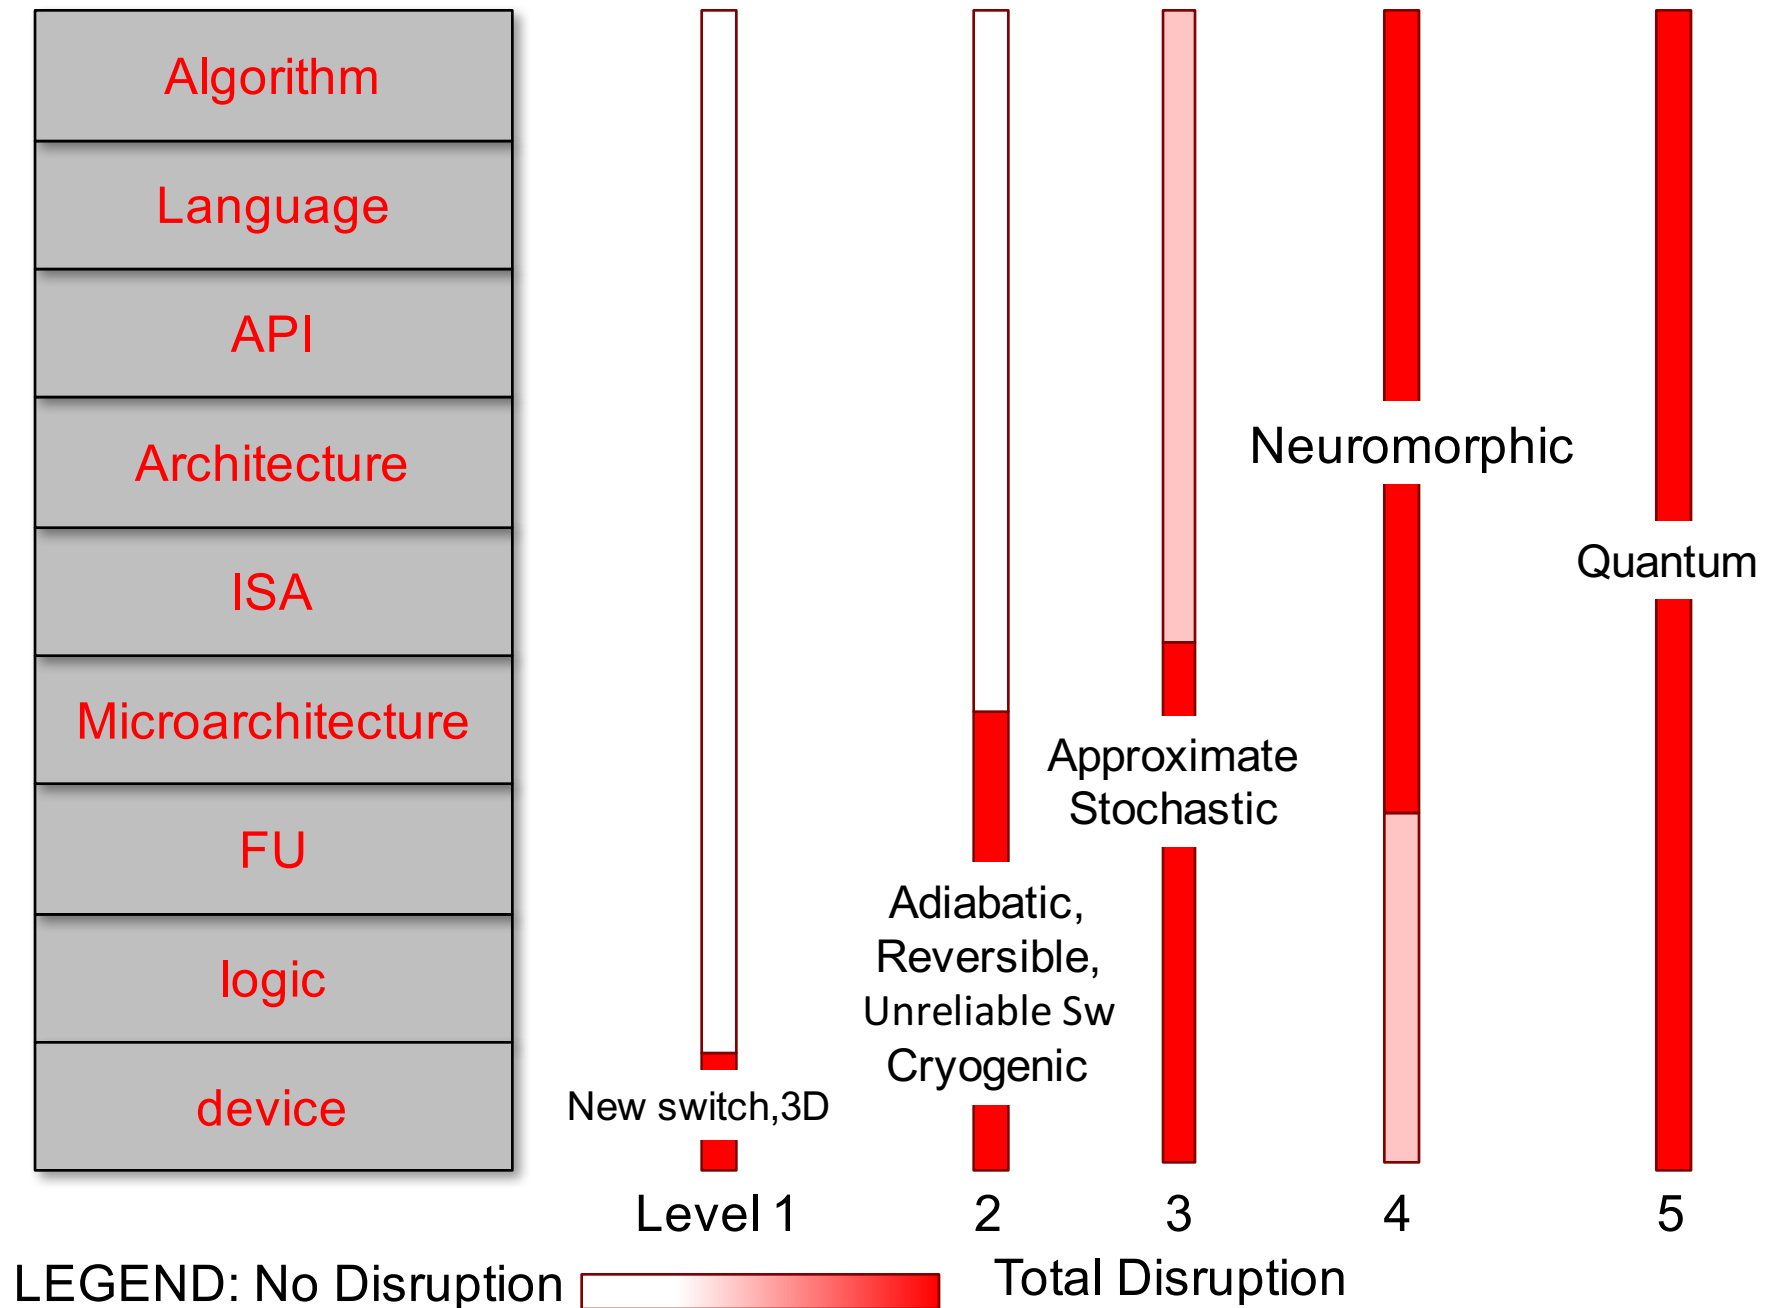 Algorithm
Language
API
Architecture
ISA
Microarchitecture
FU
logic
device
New switch,3D
Adiabatic,
Reversible,
Unreliable Sw
Cryogenic
Approximate
Stochastic
Neuromorphic
Quantum
Level 1
2
3
4
5
LEGEND: No Disruption
Total Disruption